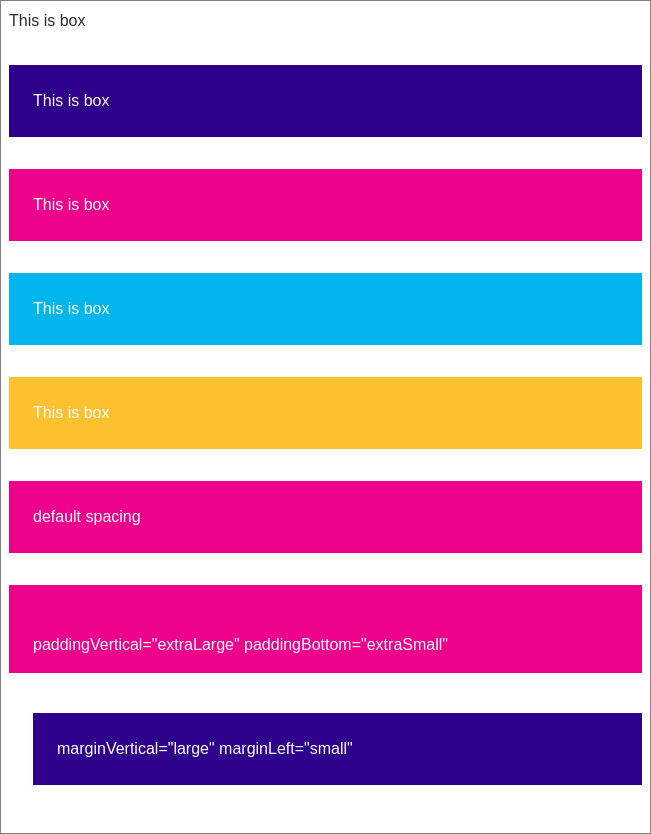 This is box
This is box
This is box
This is box
This is box
default spacing
paddingVertical="extraLarge" paddingBottom="extraSmall"
marginVertical="large" marginLeft="small"